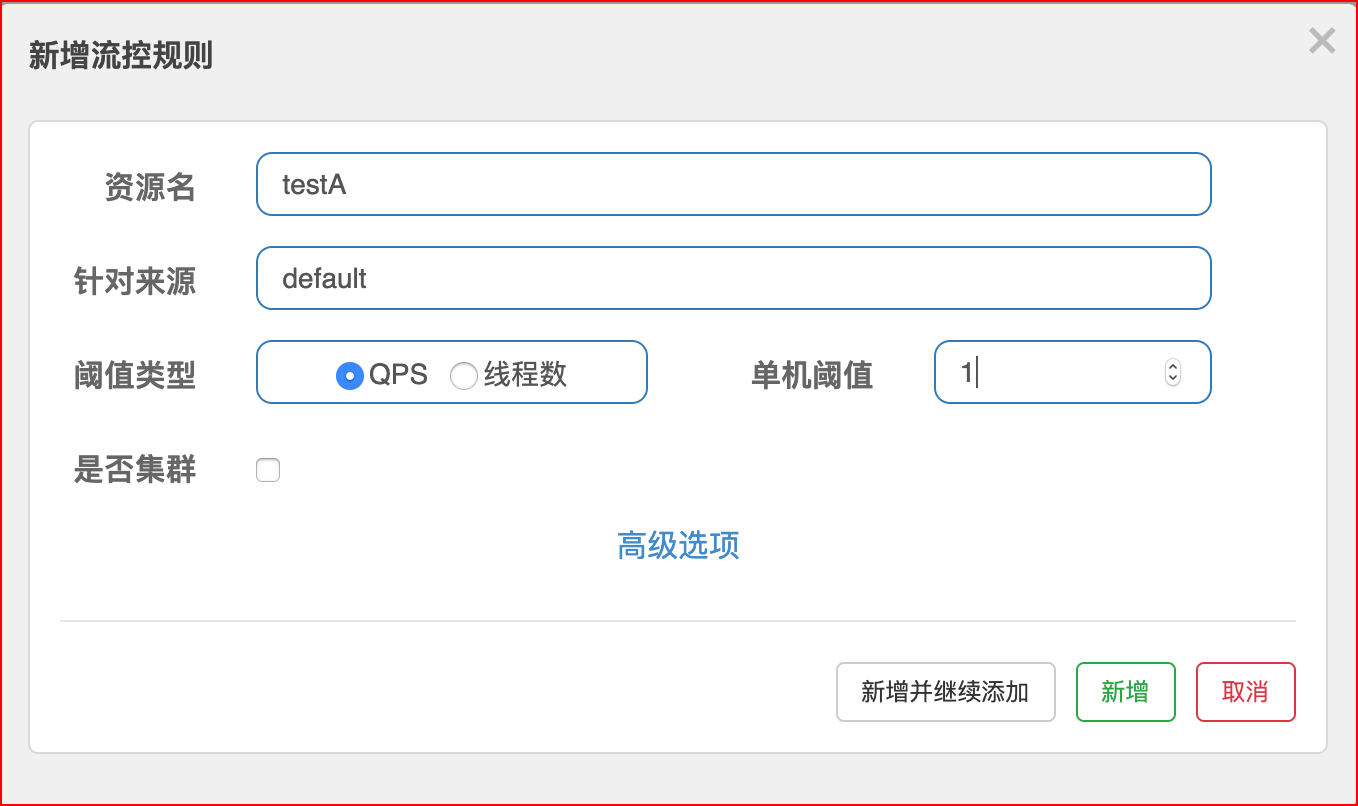 新增流控规则
资源名 testA
针对来源 default
阈值类型 QPS 线程数 单机阈值 1
是否集群
高级选项
新增并继续添加 新增 取消